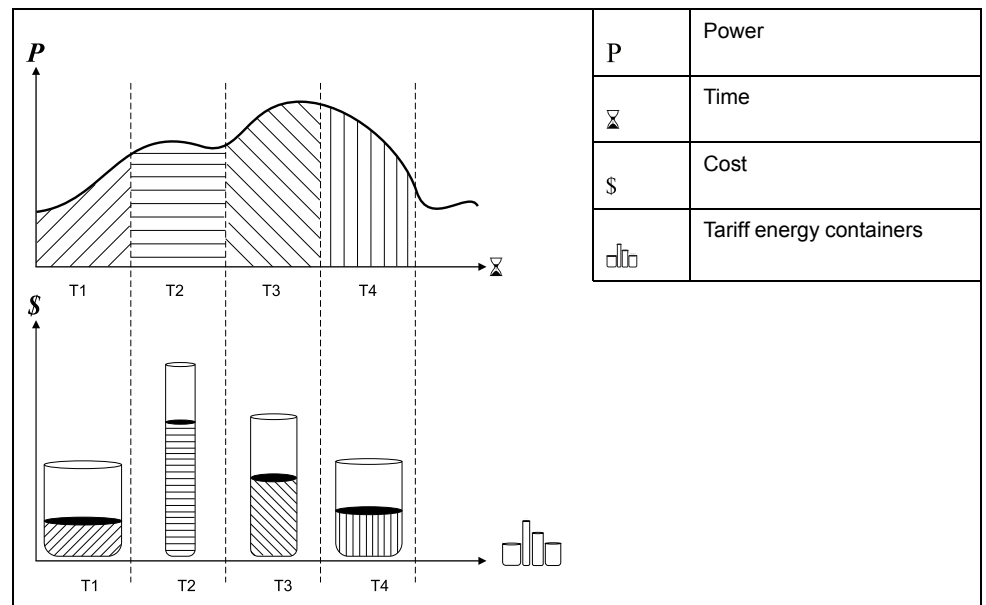 P
T1 T2 T3 T4
$
T1 T2 T3 T4
P Power
Time
$ Cost
Tariff energy containers